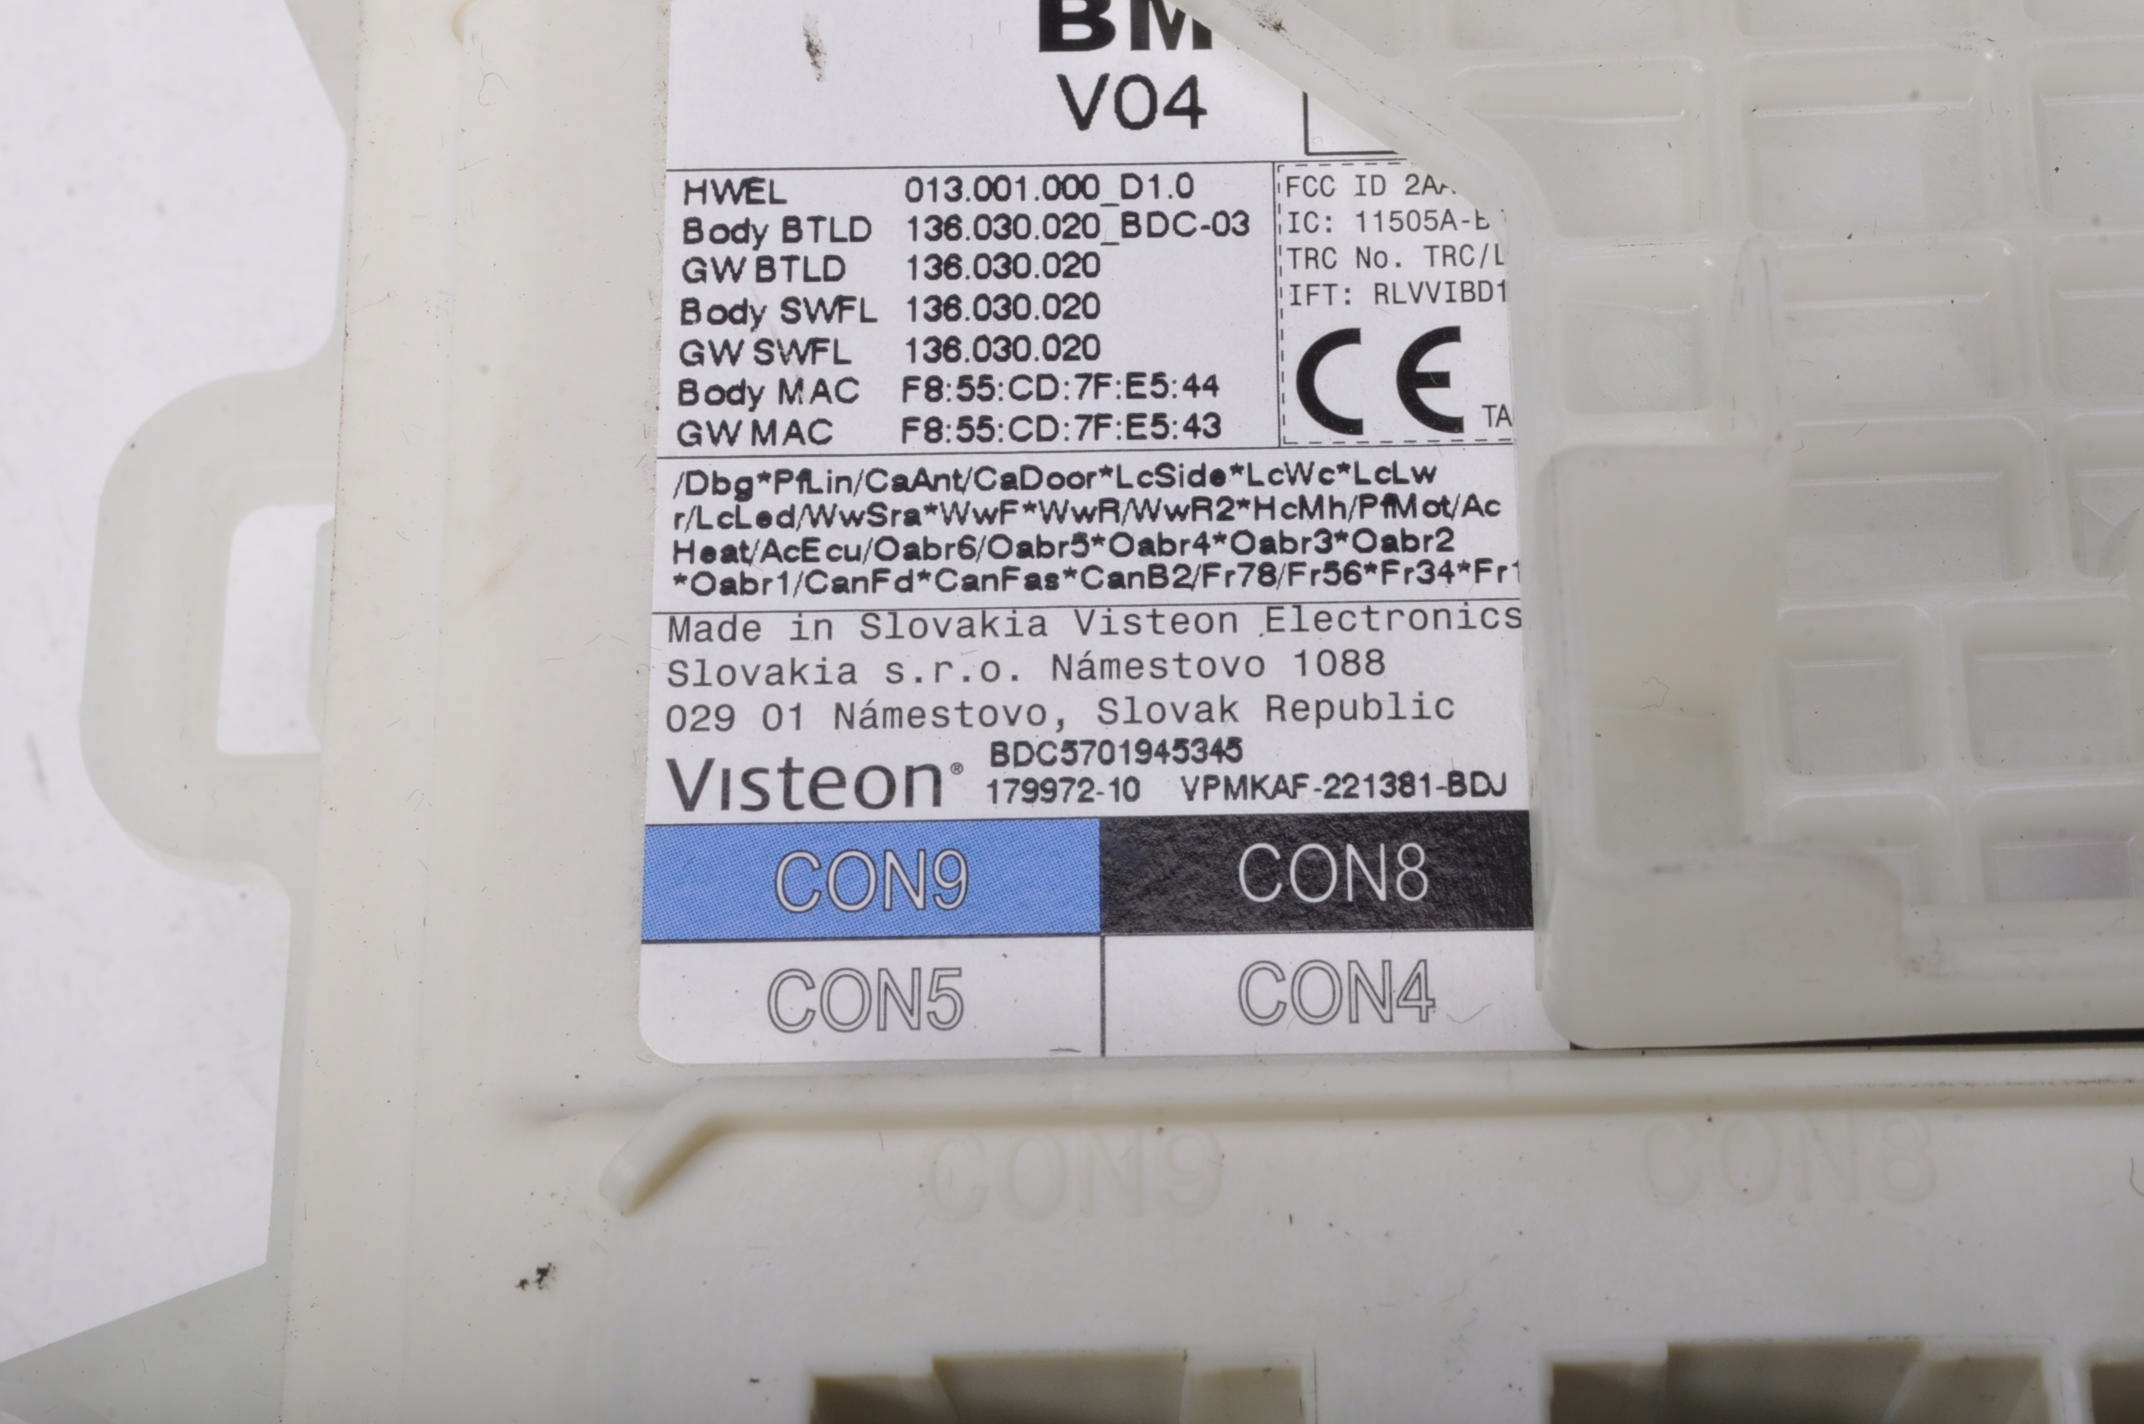 BM
V04
HWEL 013.001.000_D1.0
Body BTLD 136.030.020_BDC-03
GW BTLD 136.030.020
Body SWFL 136.030.020
GW SWFL 136.030.020
Body MAC F8:55:CD:7F:E5:44
GW MAC F8:55:CD:7F:E5:43
FCC ID 2AA
IC: 11505A-B
TRC No. TRC/L
IFT: RLVVIBD1
CE TA
/Dbg*PfLin/CaAnt/CaDoor*LcSide*LcWc*LcLw
r/LcLed/WwSra*WwF*WwR/WwR2*HcMh/PfMot/Ac
Heat/AcEcu/Oabr6/Oabr5*Oabr4*Oabr3*Oabr2
*Oabr1/CanFd*CanFas*CanB2/Fr78/Fr56*Fr34*Fr1
Made in Slovakia Visteon Electronics
Slovakia s.r.o. Námestovo 1088
029 01 Námestovo, Slovak Republic
Visteon® BDC5701945345
179972-10 VPMKAF-221381-BDJ
CON9 CON8
CON5 CON4
CON9 CON8